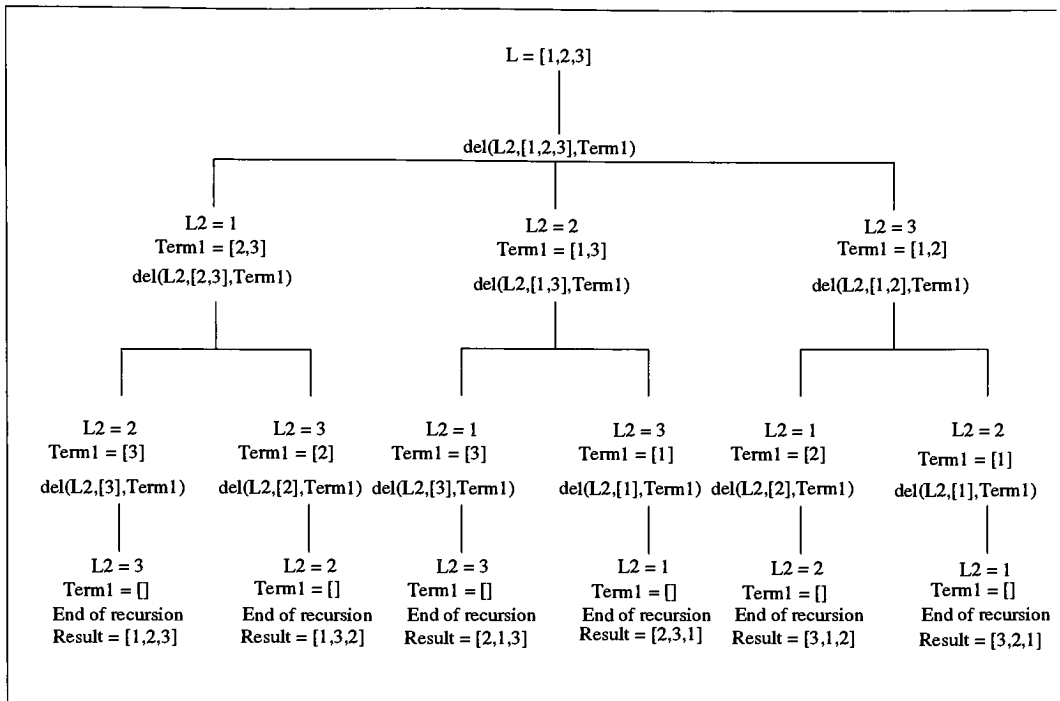 L = [1,2,3]
del(L2,[1,2,3],Term1)
L2 = 1
Term1 = [2,3]
del(L2,[2,3],Term1)
L2 = 2
Term1 = [1,3]
del(L2,[1,3],Term1)
L2 = 3
Term1 = [1,2]
del(L2,[1,2],Term1)
L2 = 2
Term1 = [3]
del(L2,[3],Term1)
L2 = 3
Term1 = [2]
del(L2,[2],Term1)
L2 = 1
Term1 = [3]
del(L2,[3],Term1)
L2 = 3
Term1 = [1]
del(L2,[1],Term1)
L2 = 1
Term1 = [2]
del(L2,[2],Term1)
L2 = 2
Term1 = [1]
del(L2,[1],Term1)
L2 = 3
Term1 = []
End of recursion
Result = [1,2,3]
L2 = 2
Term1 = []
End of recursion
Result = [1,3,2]
L2 = 3
Term1 = []
End of recursion
Result = [2,1,3]
L2 = 1
Term1 = []
End of recursion
Result = [2,3,1]
L2 = 2
Term1 = []
End of recursion
Result = [3,1,2]
L2 = 1
Term1 = []
End of recursion
Result = [3,2,1]